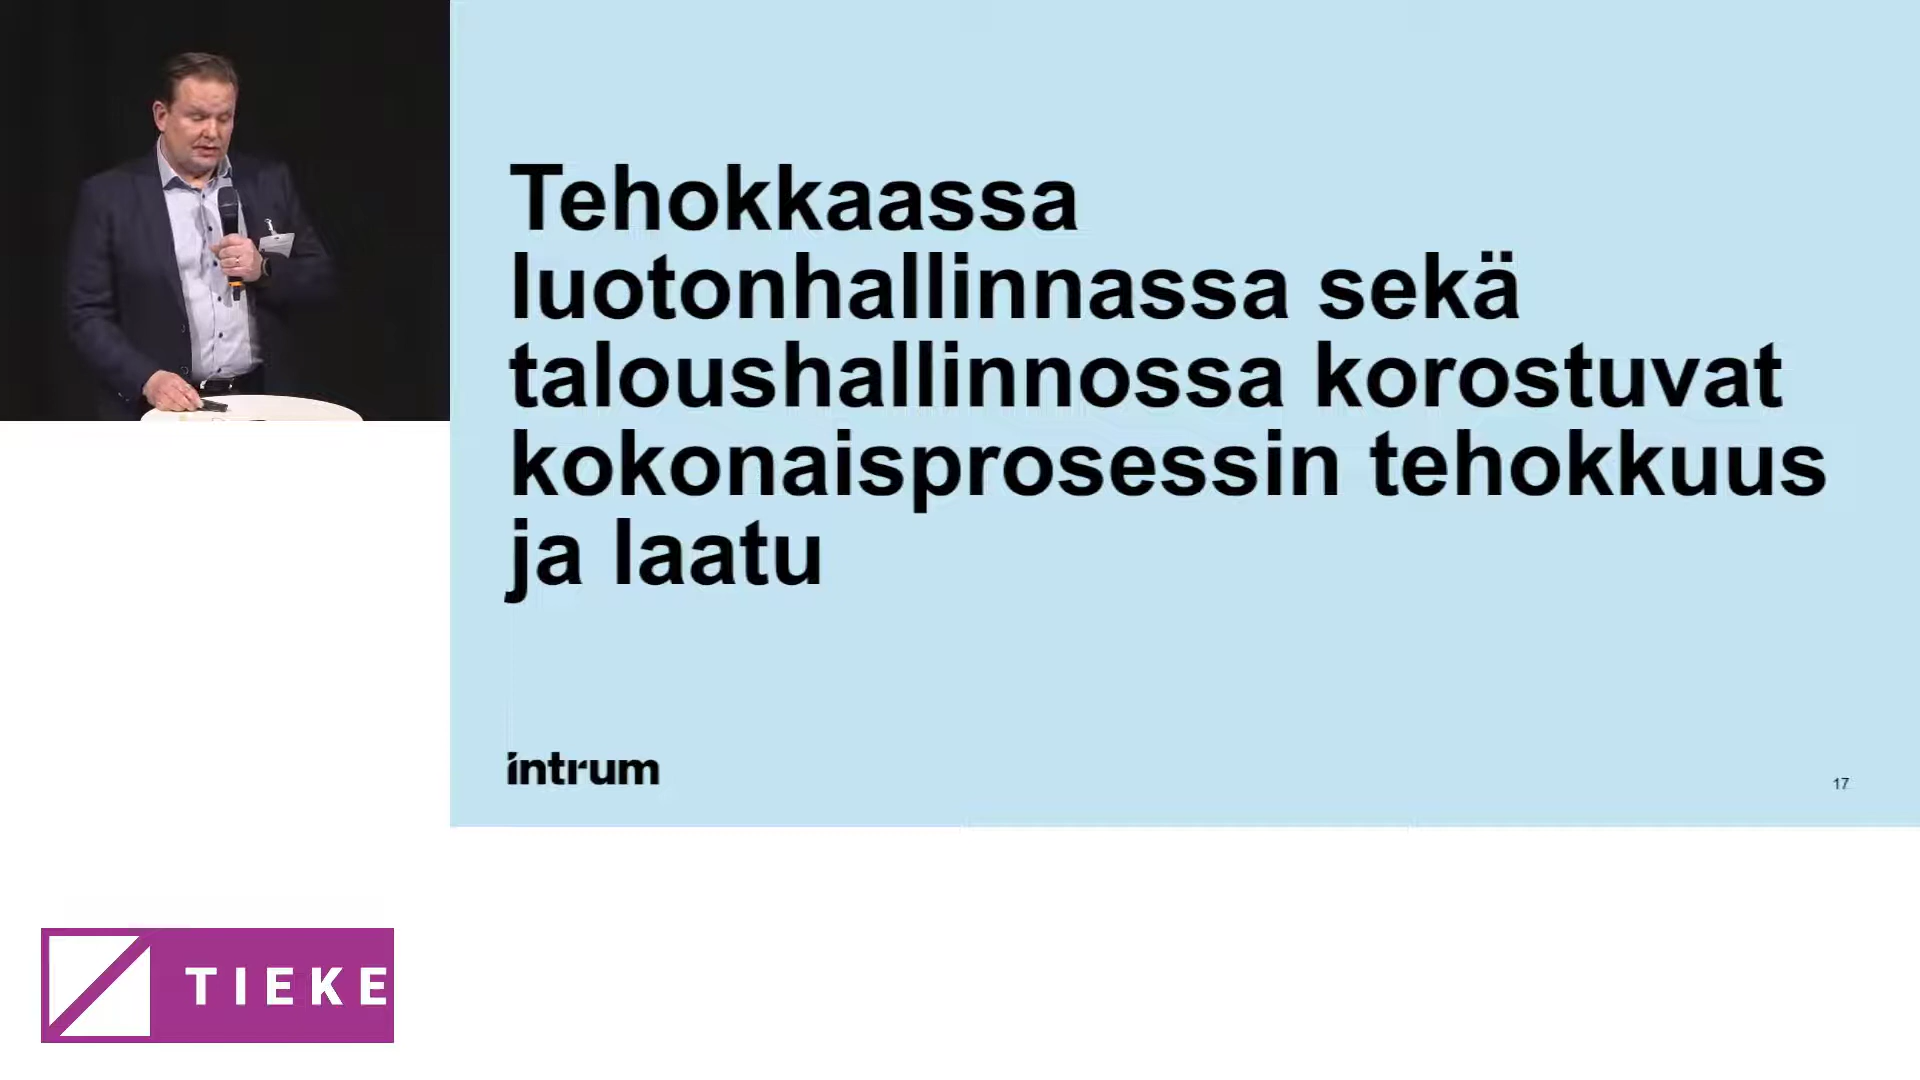 Tehokkaassa
luotonhallinnassa sekä
taloushallinnossa korostuvat
kokonaisprosessin tehokkuus
ja laatu
intrum
17
TIEKE